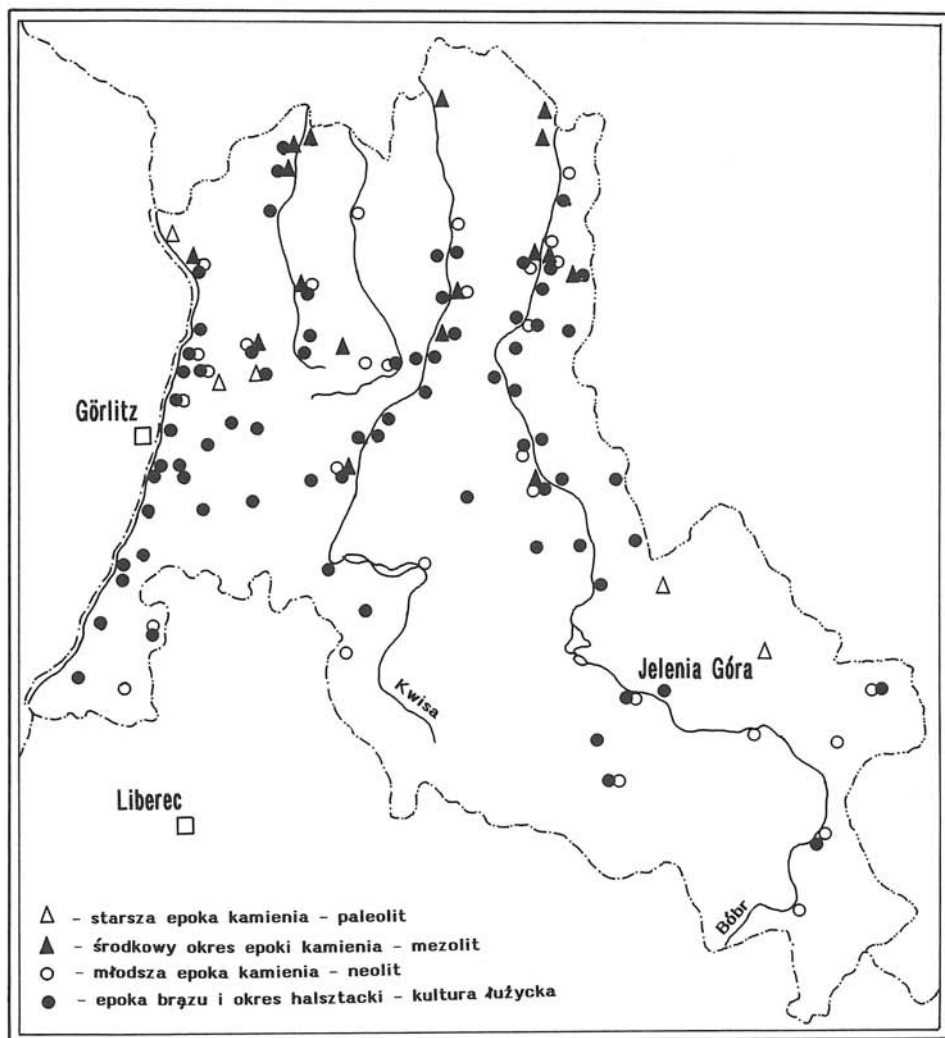 Görlitz
Jelenia Góra
Kwisa
Liberec
Bóbr
- starsza epoka kamienia - paleolit
- środkowy okres epoki kamienia - mezolit
- młodsza epoka kamienia - neolit
- epoka brązu i okres halsztacki - kultura łużycka